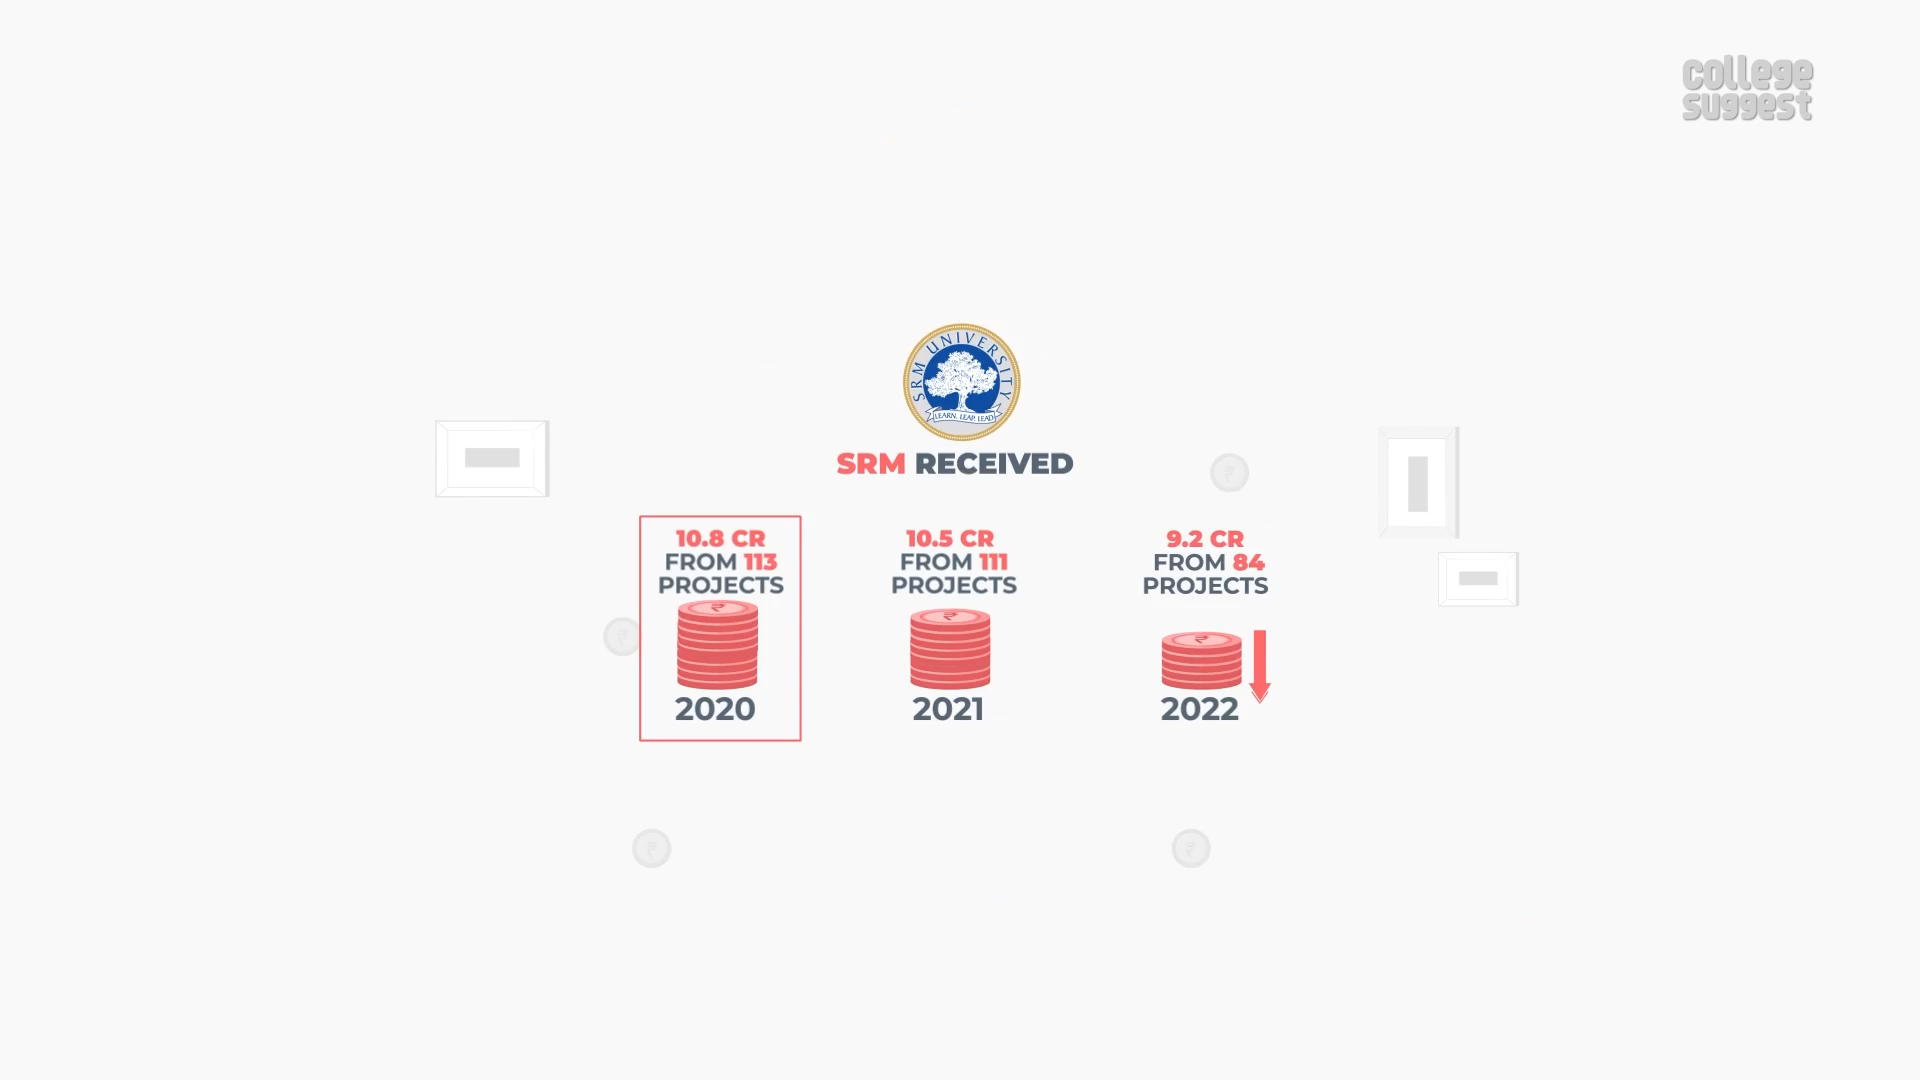 college
suggest
SRM UNIVERSITY
LEARN. LEAP. LEAD
SRM RECEIVED
10.8 CR
FROM 113
PROJECTS
₹
2020
10.5 CR
FROM 111
PROJECTS
₹
2021
9.2 CR
FROM 84
PROJECTS
₹
2022
₹
₹
₹
₹